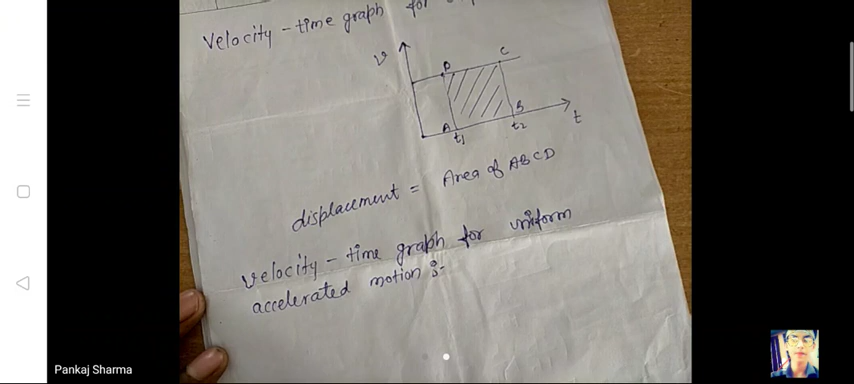 Velocity - time graph for
v
D
C
A
B
t1
t2
t
displacement = Area of ABCD
Velocity - time graph for uniform
accelerated motion :-
Pankaj Sharma